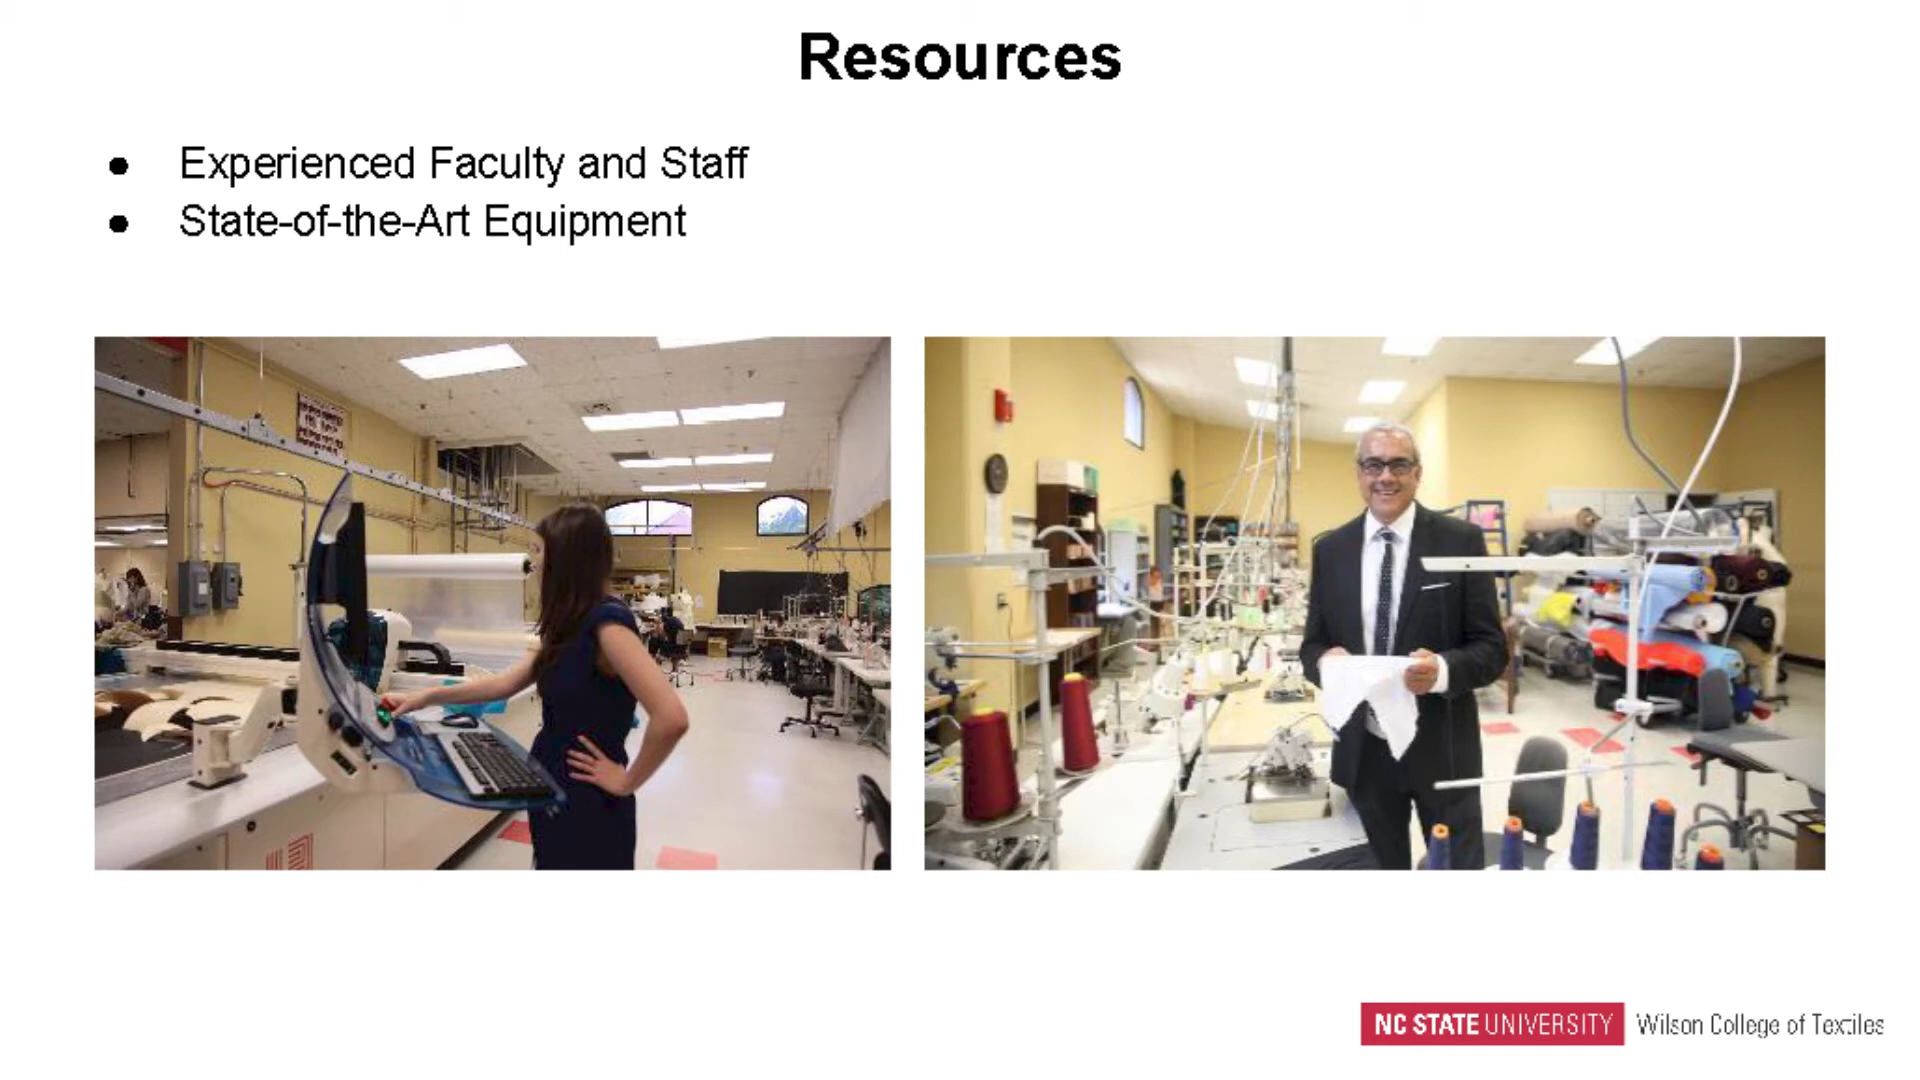 Resources
● Experienced Faculty and Staff
● State-of-the-Art Equipment
NC STATE UNIVERSITY Wilson College of Textiles